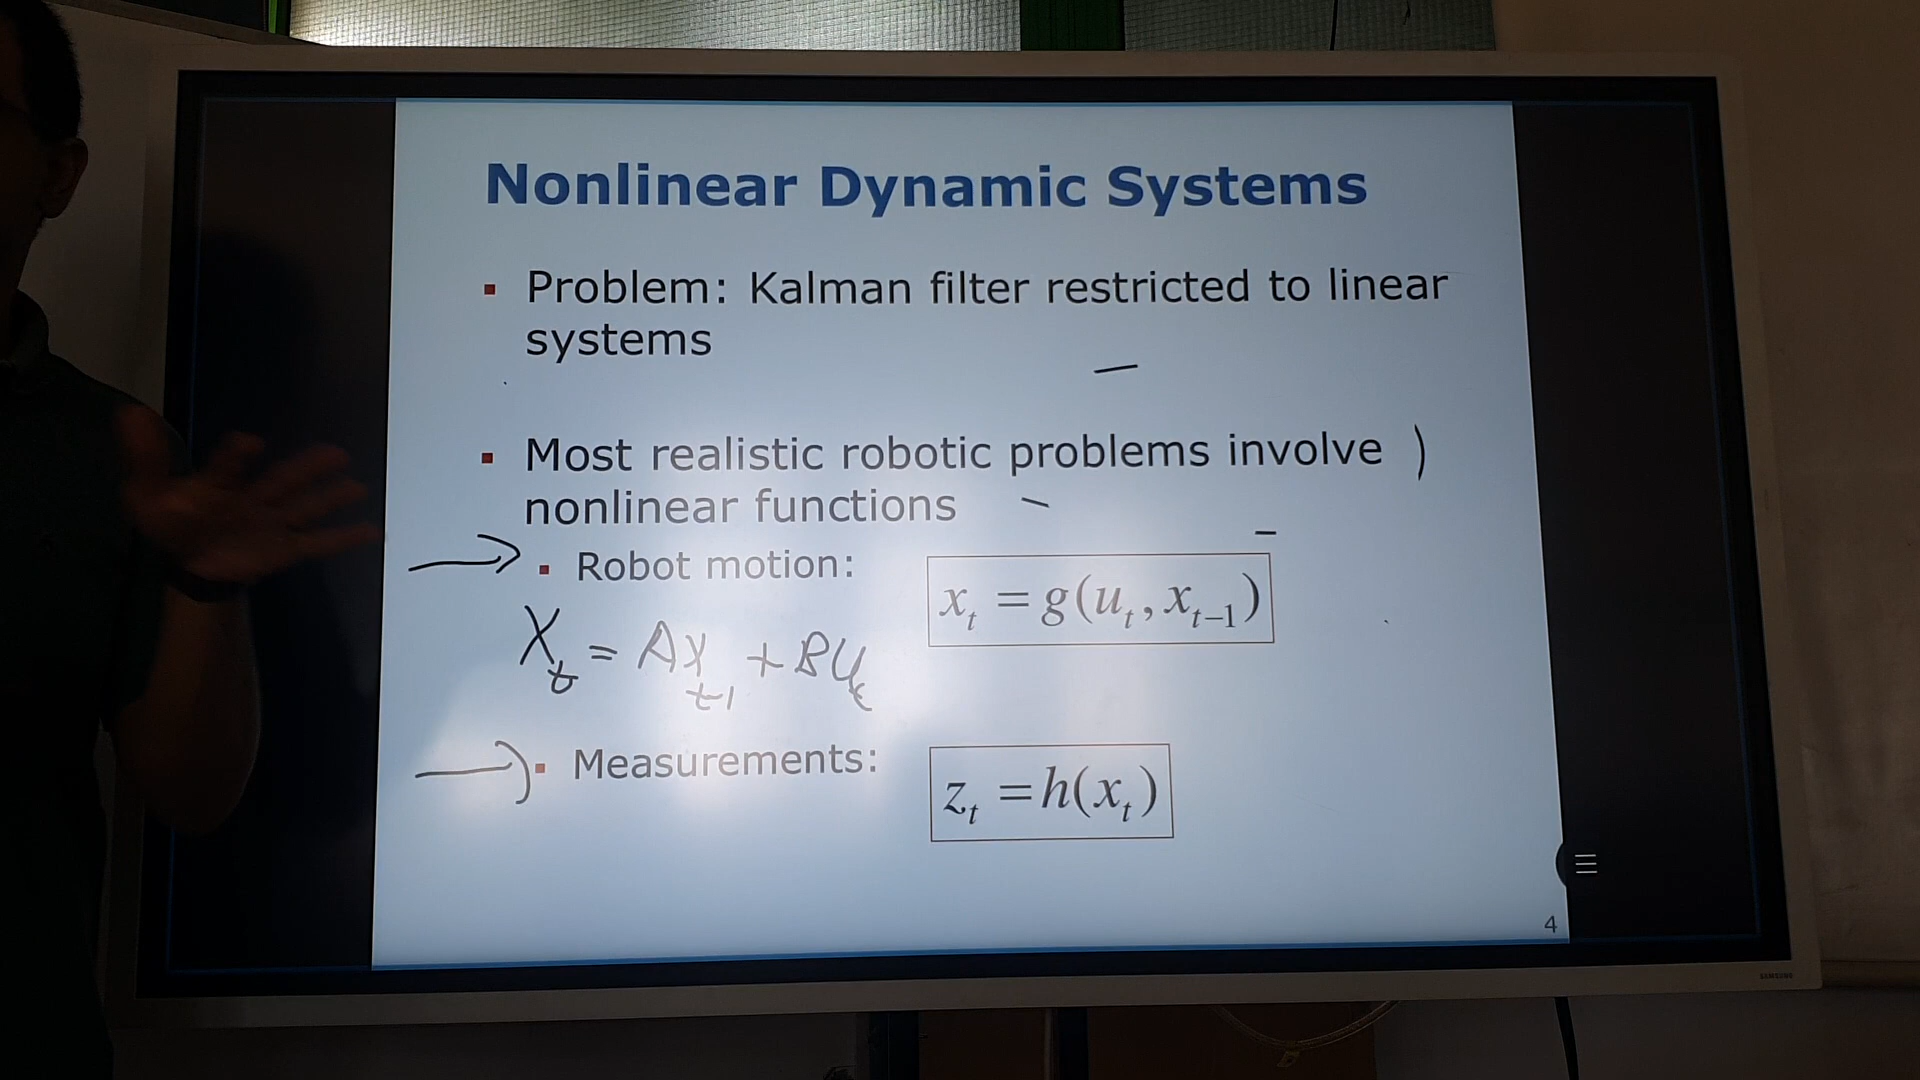 Nonlinear Dynamic Systems
▪ Problem: Kalman filter restricted to linear
systems
▪ Most realistic robotic problems involve
nonlinear functions
▪ Robot motion:
x_t = g(u_t, x_{t-1})
X_t = AX_{t-1} + BU_t
▪ Measurements:
z_t = h(x_t)
4
SAMSUNG